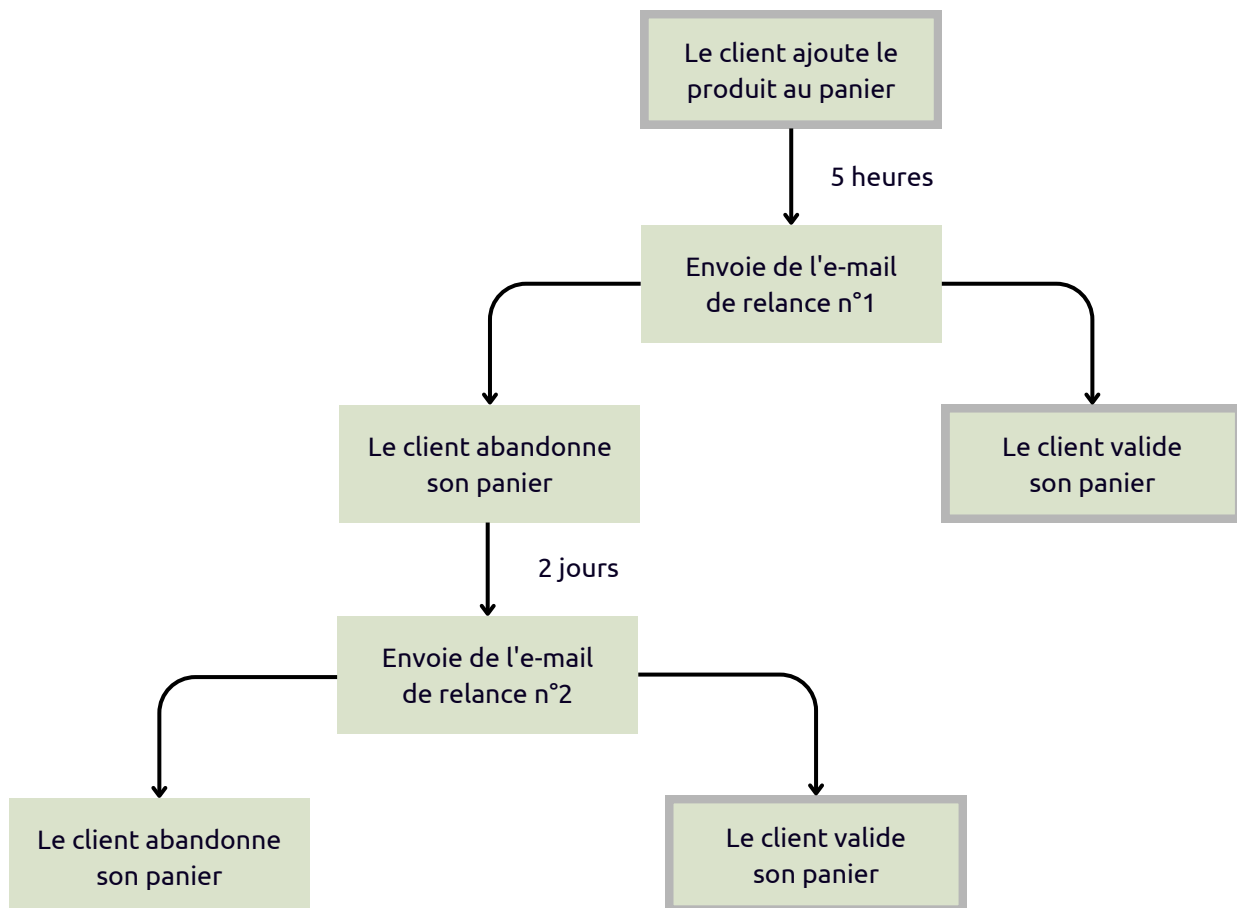 Le client ajoute le
produit au panier
5 heures
Envoie de l'e-mail
de relance n°1
Le client abandonne
son panier
Le client valide
son panier
2 jours
Envoie de l'e-mail
de relance n°2
Le client abandonne
son panier
Le client valide
son panier